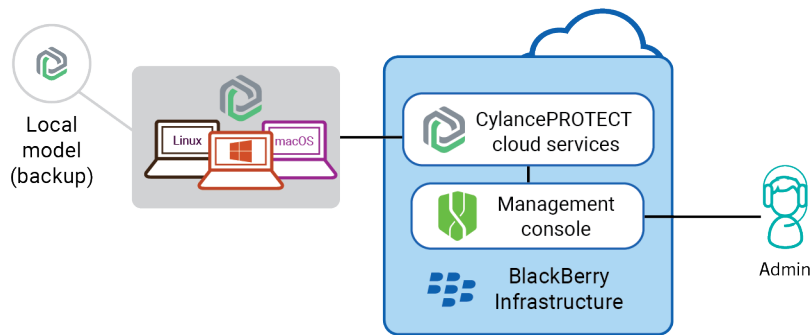 Local
model
(backup)
Linux
macOS
CylancePROTECT
cloud services
Management
console
BlackBerry
Infrastructure
Admin